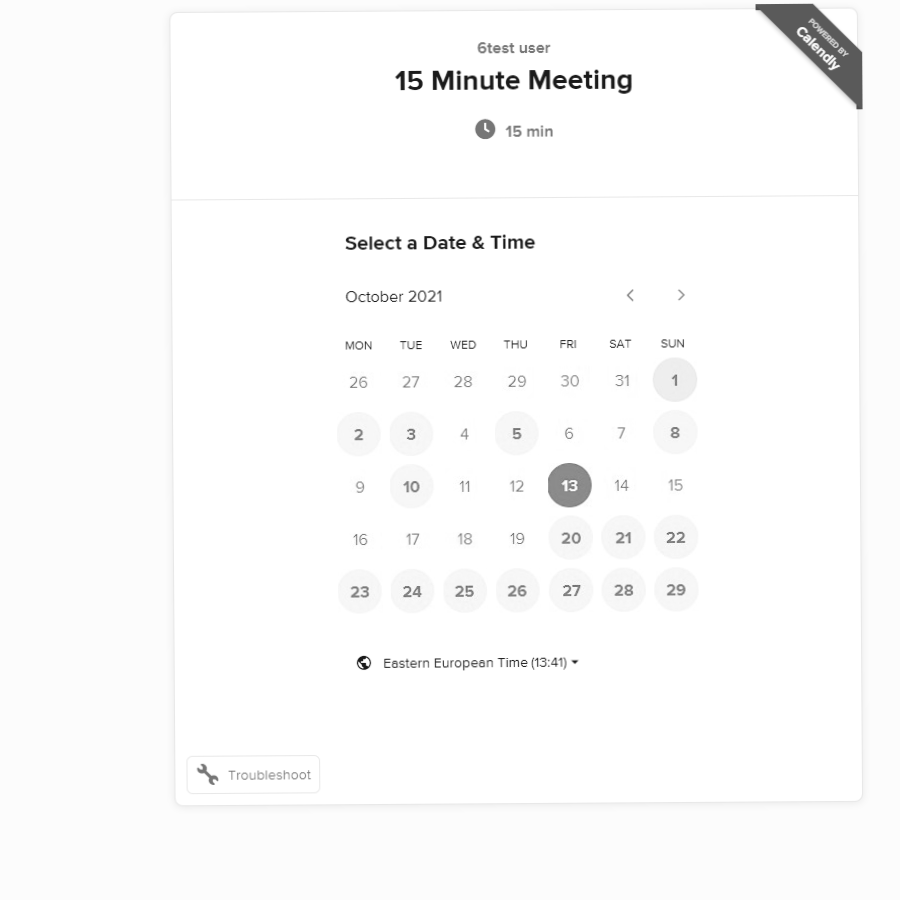 POWERED BY
Calendly
6test user
15 Minute Meeting
15 min
Select a Date & Time
October 2021
MON TUE WED THU FRI SAT SUN
26 27 28 29 30 31 1
2 3 4 5 6 7 8
9 10 11 12 13 14 15
16 17 18 19 20 21 22
23 24 25 26 27 28 29
Eastern European Time (13:41)
Troubleshoot